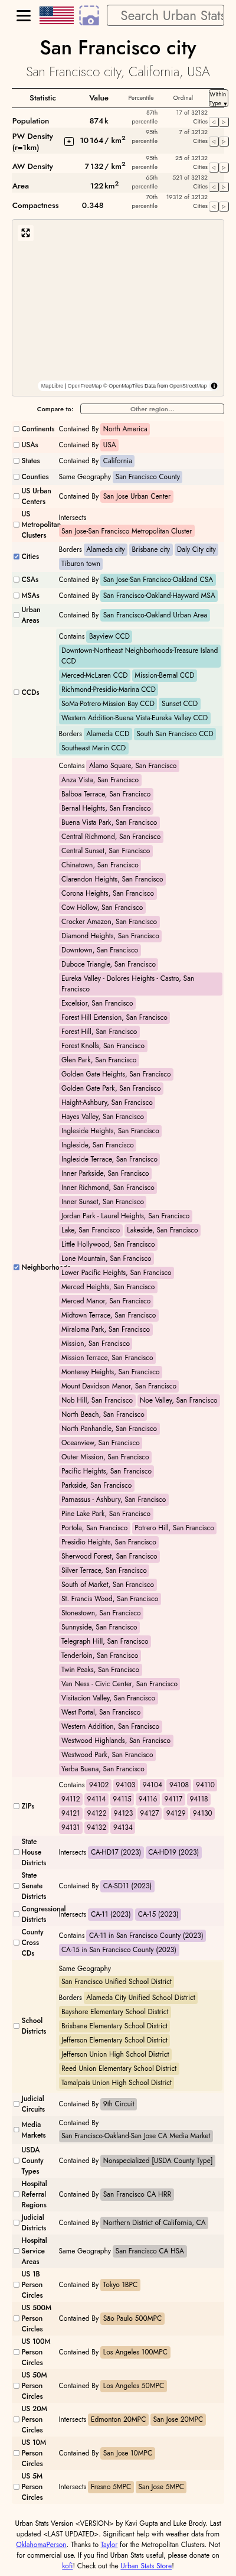 Search Urban Stats
San Francisco city
San Francisco city, California, USA
Statistic Value Percentile Ordinal Within Type ▼
Population 874k 87th percentile 17 of 32132 Cities ◁ ▷
PW Density (r=1km) + 10164/ km2 95th percentile 7 of 32132 Cities ◁ ▷
AW Density 7132/ km2 95th percentile 25 of 32132 Cities ◁ ▷
Area 122km2 65th percentile 521 of 32132 Cities ◁ ▷
Compactness 0.348 70th percentile 19312 of 32132 Cities ◁ ▷
MapLibre | OpenFreeMap © OpenMapTiles Data from OpenStreetMap
Compare to: Other region...
Continents Contained By North America
USAs Contained By USA
States Contained By California
Counties Same Geography San Francisco County
US Urban Centers Contained By San Jose Urban Center
US Metropolitan Clusters Intersects San Jose-San Francisco Metropolitan Cluster
Cities Borders Alameda city Brisbane city Daly City city
Tiburon town
CSAs Contained By San Jose-San Francisco-Oakland CSA
MSAs Contained By San Francisco-Oakland-Hayward MSA
Urban Areas Contained By San Francisco-Oakland Urban Area
CCDs Contains Bayview CCD
Downtown-Northeast Neighborhoods-Treasure Island CCD
Merced-McLaren CCD Mission-Bernal CCD
Richmond-Presidio-Marina CCD
SoMa-Potrero-Mission Bay CCD Sunset CCD
Western Addition-Buena Vista-Eureka Valley CCD
Borders Alameda CCD South San Francisco CCD
Southeast Marin CCD
Neighborhoods Contains Alamo Square, San Francisco
Anza Vista, San Francisco
Balboa Terrace, San Francisco
Bernal Heights, San Francisco
Buena Vista Park, San Francisco
Central Richmond, San Francisco
Central Sunset, San Francisco
Chinatown, San Francisco
Clarendon Heights, San Francisco
Corona Heights, San Francisco
Cow Hollow, San Francisco
Crocker Amazon, San Francisco
Diamond Heights, San Francisco
Downtown, San Francisco
Duboce Triangle, San Francisco
Eureka Valley - Dolores Heights - Castro, San Francisco
Excelsior, San Francisco
Forest Hill Extension, San Francisco
Forest Hill, San Francisco
Forest Knolls, San Francisco
Glen Park, San Francisco
Golden Gate Heights, San Francisco
Golden Gate Park, San Francisco
Haight-Ashbury, San Francisco
Hayes Valley, San Francisco
Ingleside Heights, San Francisco
Ingleside, San Francisco
Ingleside Terrace, San Francisco
Inner Parkside, San Francisco
Inner Richmond, San Francisco
Inner Sunset, San Francisco
Jordan Park - Laurel Heights, San Francisco
Lake, San Francisco Lakeside, San Francisco
Little Hollywood, San Francisco
Lone Mountain, San Francisco
Lower Pacific Heights, San Francisco
Merced Heights, San Francisco
Merced Manor, San Francisco
Midtown Terrace, San Francisco
Miraloma Park, San Francisco
Mission, San Francisco
Mission Terrace, San Francisco
Monterey Heights, San Francisco
Mount Davidson Manor, San Francisco
Nob Hill, San Francisco Noe Valley, San Francisco
North Beach, San Francisco
North Panhandle, San Francisco
Oceanview, San Francisco
Outer Mission, San Francisco
Pacific Heights, San Francisco
Parkside, San Francisco
Parnassus - Ashbury, San Francisco
Pine Lake Park, San Francisco
Portola, San Francisco Potrero Hill, San Francisco
Presidio Heights, San Francisco
Sherwood Forest, San Francisco
Silver Terrace, San Francisco
South of Market, San Francisco
St. Francis Wood, San Francisco
Stonestown, San Francisco
Sunnyside, San Francisco
Telegraph Hill, San Francisco
Tenderloin, San Francisco
Twin Peaks, San Francisco
Van Ness - Civic Center, San Francisco
Visitacion Valley, San Francisco
West Portal, San Francisco
Western Addition, San Francisco
Westwood Highlands, San Francisco
Westwood Park, San Francisco
Yerba Buena, San Francisco
ZIPs Contains 94102 94103 94104 94108 94110
94112 94114 94115 94116 94117 94118
94121 94122 94123 94127 94129 94130
94131 94132 94134
State House Districts Intersects CA-HD17 (2023) CA-HD19 (2023)
State Senate Districts Contained By CA-SD11 (2023)
Congressional Districts Intersects CA-11 (2023) CA-15 (2023)
County Cross CDs Contains CA-11 in San Francisco County (2023)
CA-15 in San Francisco County (2023)
School Districts Same Geography
San Francisco Unified School District
Borders Alameda City Unified School District
Bayshore Elementary School District
Brisbane Elementary School District
Jefferson Elementary School District
Jefferson Union High School District
Reed Union Elementary School District
Tamalpais Union High School District
Judicial Circuits Contained By 9th Circuit
Media Markets Contained By
San Francisco-Oakland-San Jose CA Media Market
USDA County Types Contained By Nonspecialized [USDA County Type]
Hospital Referral Regions Contained By San Francisco CA HRR
Judicial Districts Contained By Northern District of California, CA
Hospital Service Areas Same Geography San Francisco CA HSA
US 1B Person Circles Contained By Tokyo 1BPC
US 500M Person Circles Contained By São Paulo 500MPC
US 100M Person Circles Contained By Los Angeles 100MPC
US 50M Person Circles Contained By Los Angeles 50MPC
US 20M Person Circles Intersects Edmonton 20MPC San Jose 20MPC
US 10M Person Circles Contained By San Jose 10MPC
US 5M Person Circles Intersects Fresno 5MPC San Jose 5MPC
Urban Stats Version <VERSION> by Kavi Gupta and Luke Body. Last
updated <LAST UPDATED>. Significant help with weather data from
OklahomaPerson. Thanks to Taylor for the Metropolitan Clusters. Not
for commercial use. If you find Urban Stats useful, please donate on
kofi! Check out the Urban Stats Store!